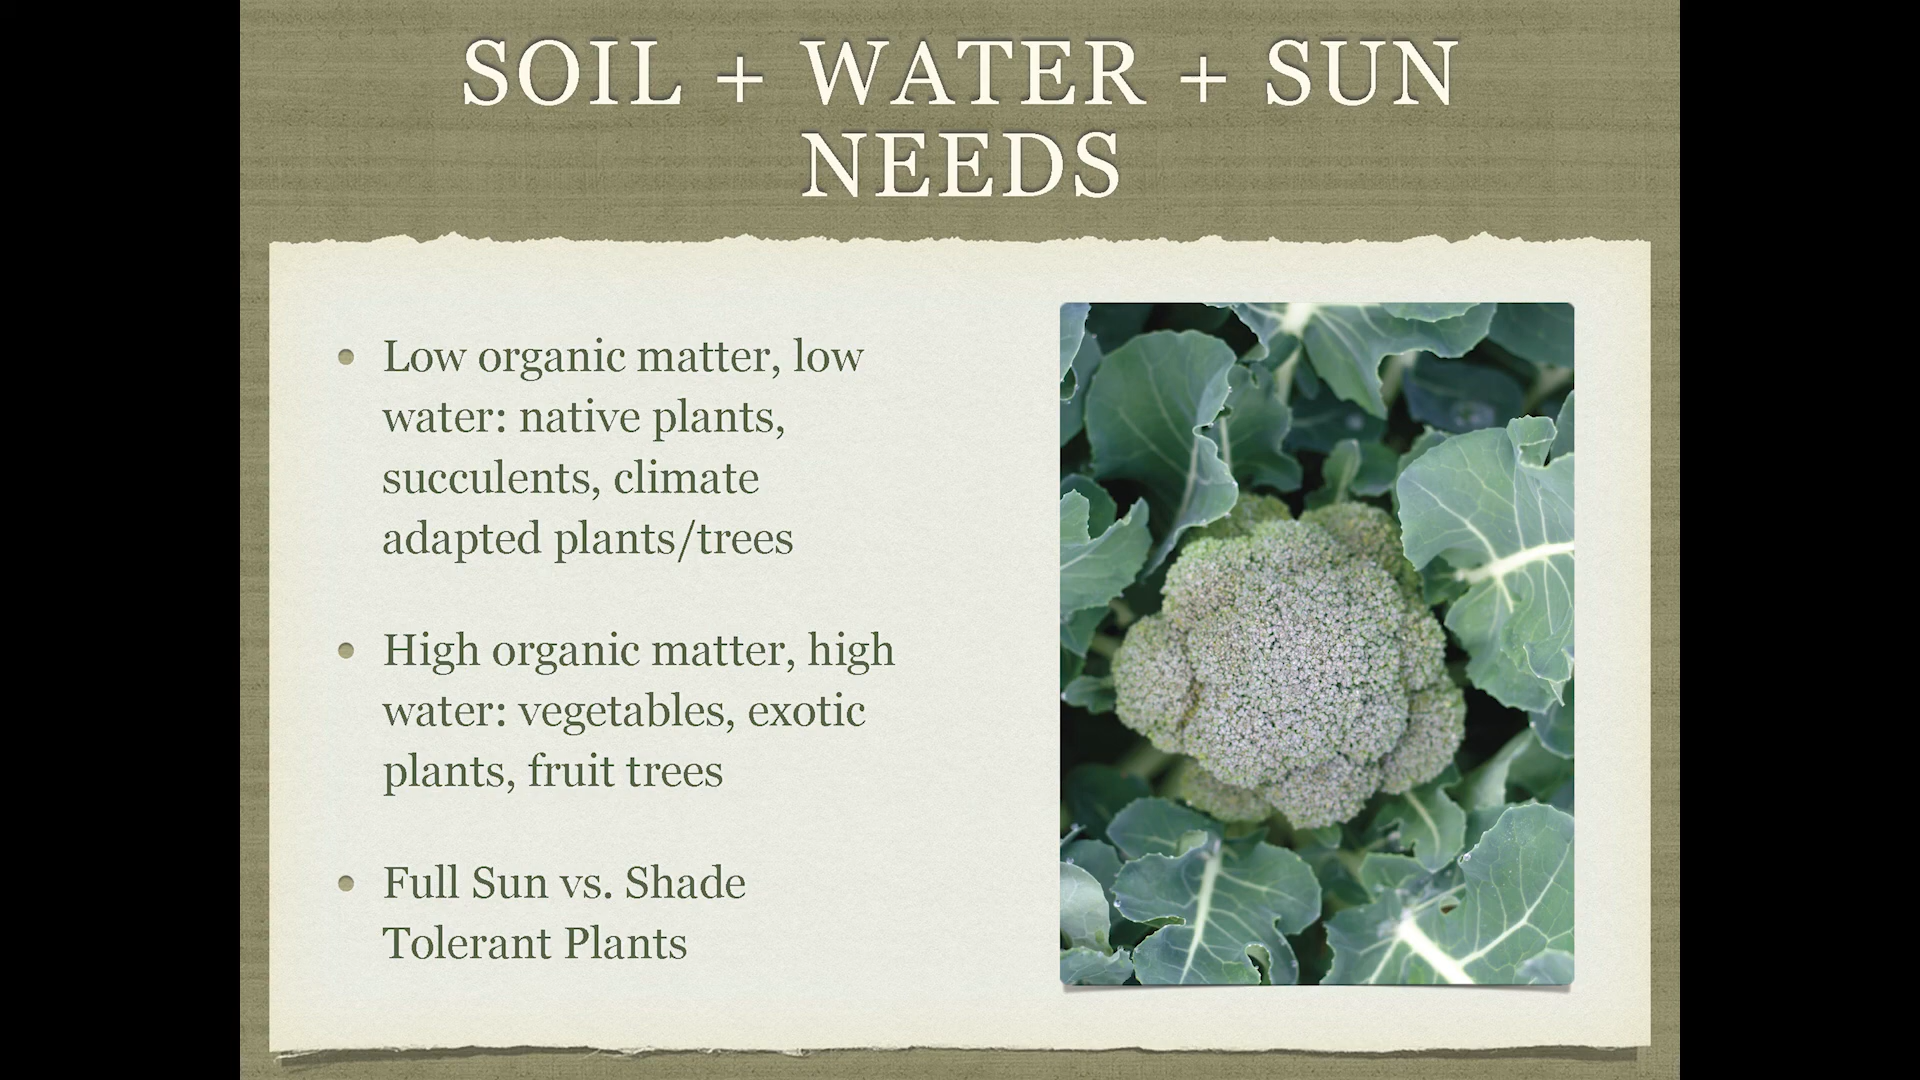 SOIL + WATER + SUN
NEEDS
• Low organic matter, low
water: native plants,
succulents, climate
adapted plants/trees
• High organic matter, high
water: vegetables, exotic
plants, fruit trees
• Full Sun vs. Shade
Tolerant Plants